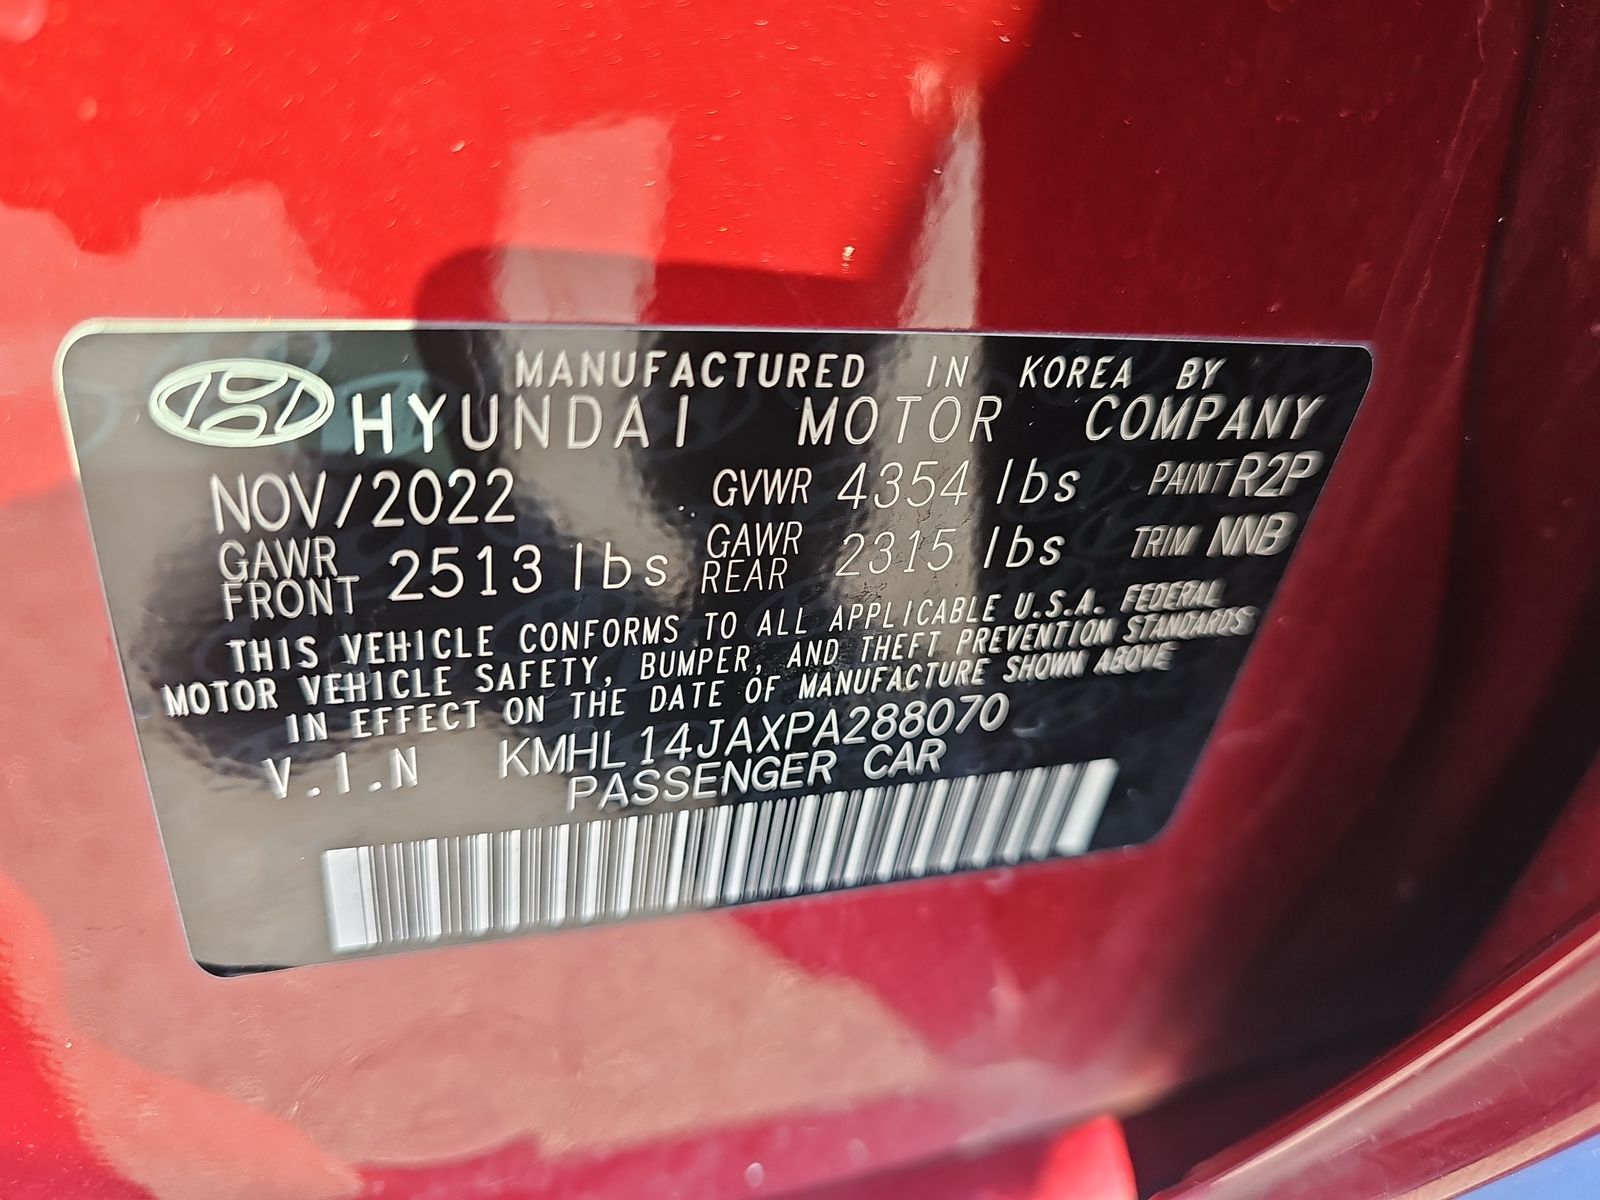 MANUFACTURED IN KOREA BY
HYUNDAI MOTOR COMPANY
NOV/2022 GVWR 4354 lbs PAINT R2P
GAWR FRONT 2513 lbs GAWR REAR 2315 lbs TRIM NNB
THIS VEHICLE CONFORMS TO ALL APPLICABLE U.S.A. FEDERAL
MOTOR VEHICLE SAFETY, BUMPER, AND THEFT PREVENTION STANDARDS
IN EFFECT ON THE DATE OF MANUFACTURE SHOWN ABOVE
V.I.N KMHL14JAXPA288070
PASSENGER CAR